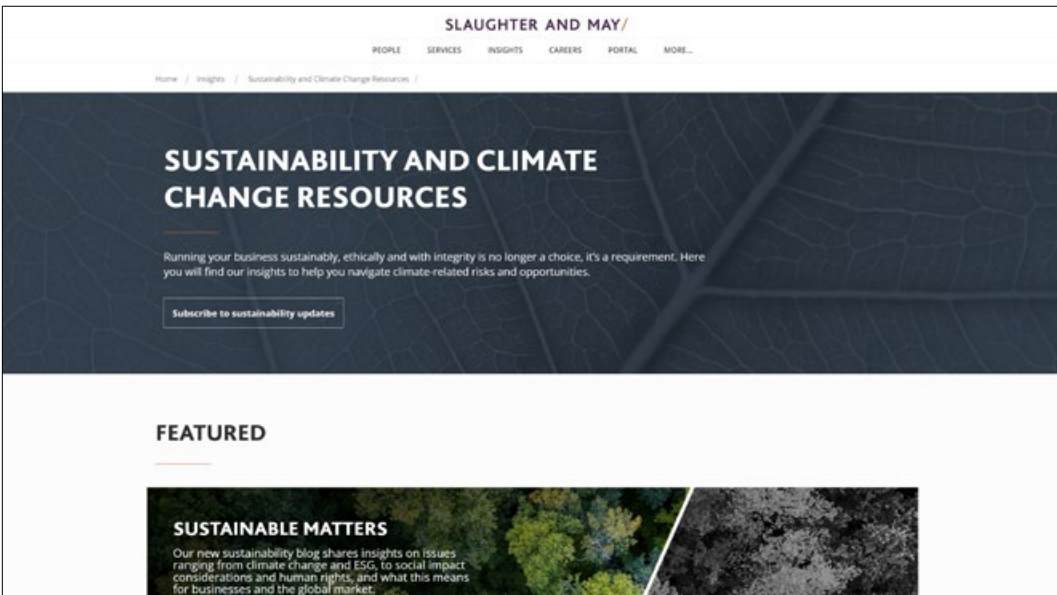 SLAUGHTER AND MAY/
PEOPLE SERVICES INSIGHTS CAREERS PORTAL MORE...
Home / Insights / Sustainability and Climate Change Resources /
SUSTAINABILITY AND CLIMATE
CHANGE RESOURCES
Running your business sustainably, ethically and with integrity is no longer a choice, it's a requirement. Here
you will find our insights to help you navigate climate-related risks and opportunities.
Subscribe to sustainability updates
FEATURED
SUSTAINABLE MATTERS
Our new sustainability blog shares insights on issues
ranging from climate change and ESG, to social impact
considerations and human rights, and what this means
for businesses and the global market.